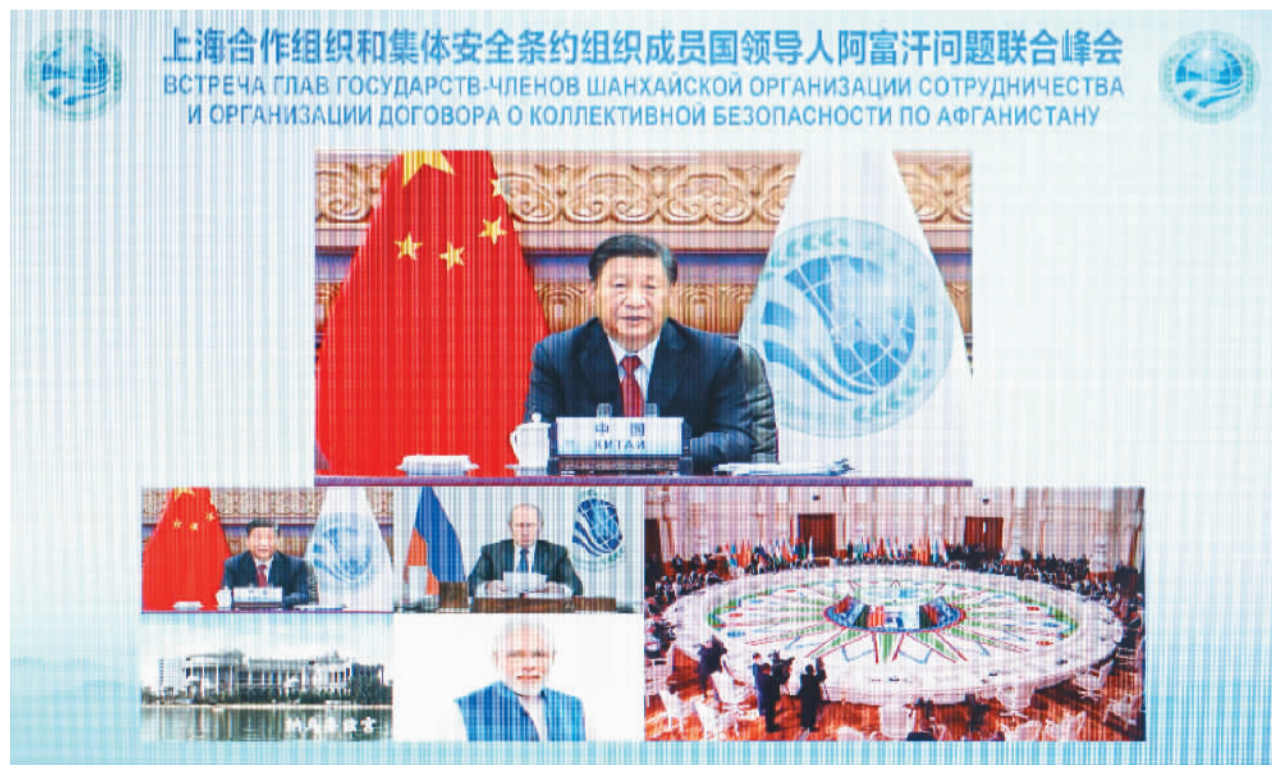 上海合作组织和集体安全条约组织成员国领导人阿富汗问题联合峰会
ВСТРЕЧА ГЛАВ ГОСУДАРСТВ-ЧЛЕНОВ ШАНХАЙСКОЙ ОРГАНИЗАЦИИ СОТРУДНИЧЕСТВА
И ОРГАНИЗАЦИИ ДОГОВОРА О КОЛЛЕКТИВНОЙ БЕЗОПАСНОСТИ ПО АФГАНИСТАНУ
中 国
КИТАЙ